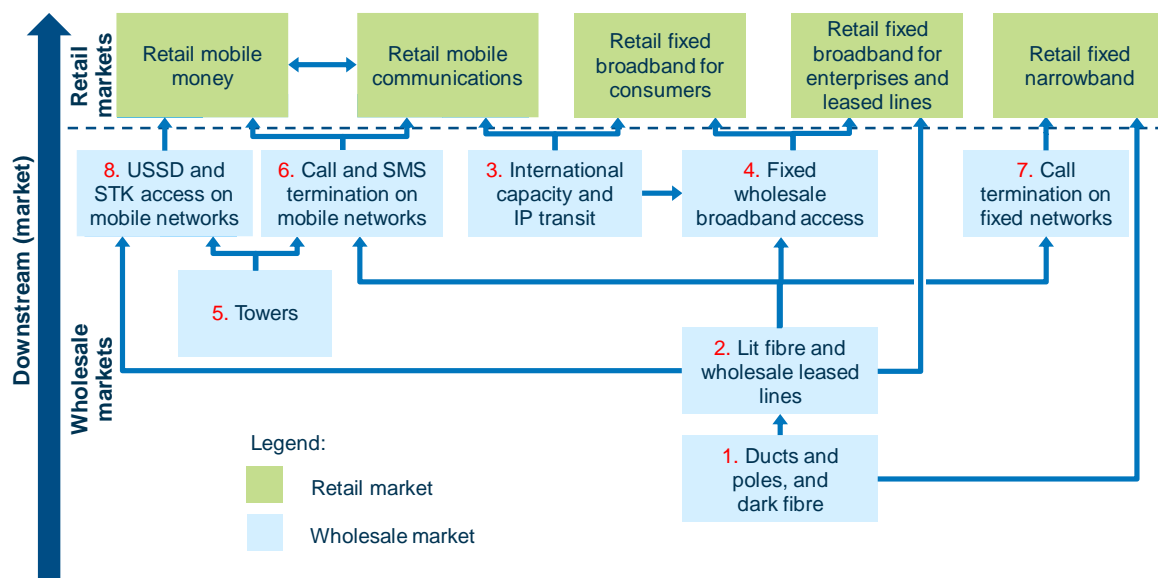 Downstream (market)
Retail
markets
Wholesale
markets
Retail mobile
money
Retail mobile
communications
Retail fixed
broadband for
consumers
Retail fixed
broadband for
enterprises and
leased lines
Retail fixed
narrowband
8. USSD and
STK access on
mobile networks
6. Call and SMS
termination on
mobile networks
3. International
capacity and
IP transit
4. Fixed
wholesale
broadband access
7. Call
termination on
fixed networks
5. Towers
2. Lit fibre and
wholesale leased
lines
1. Ducts and
poles, and
dark fibre
Legend:
Retail market
Wholesale market